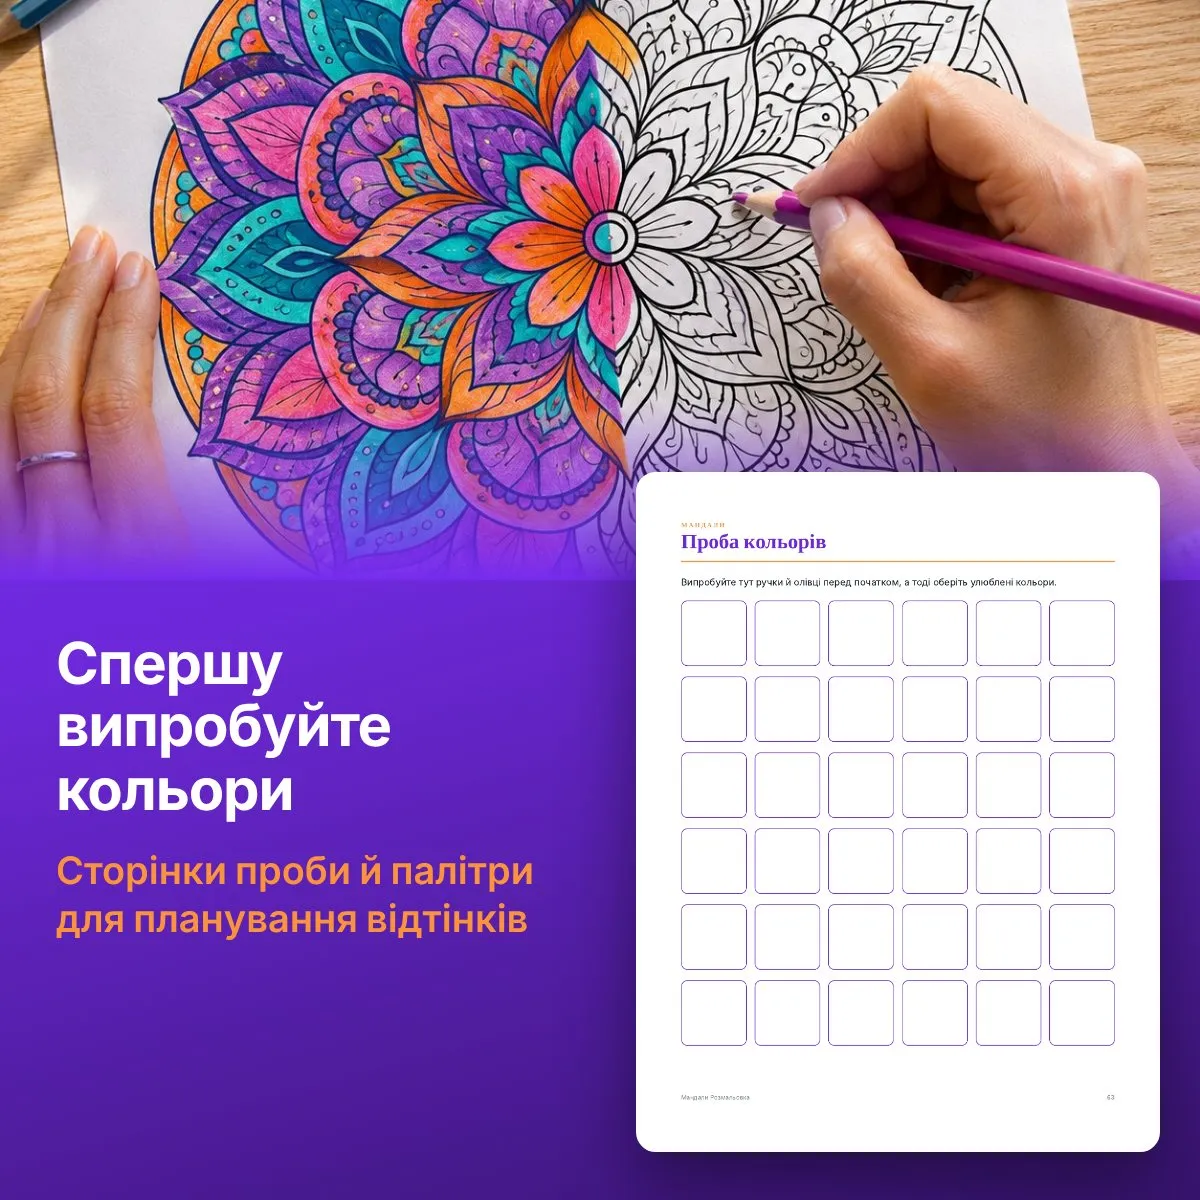 Спершу
випробуйте
кольори
Сторінки проби й палітри
для планування відтінків
МАНДАЛИ
Проба кольорів
Випробуйте тут ручки й олівці перед початком, а тоді оберіть улюблені кольори.
Мандали Розмальовка
63